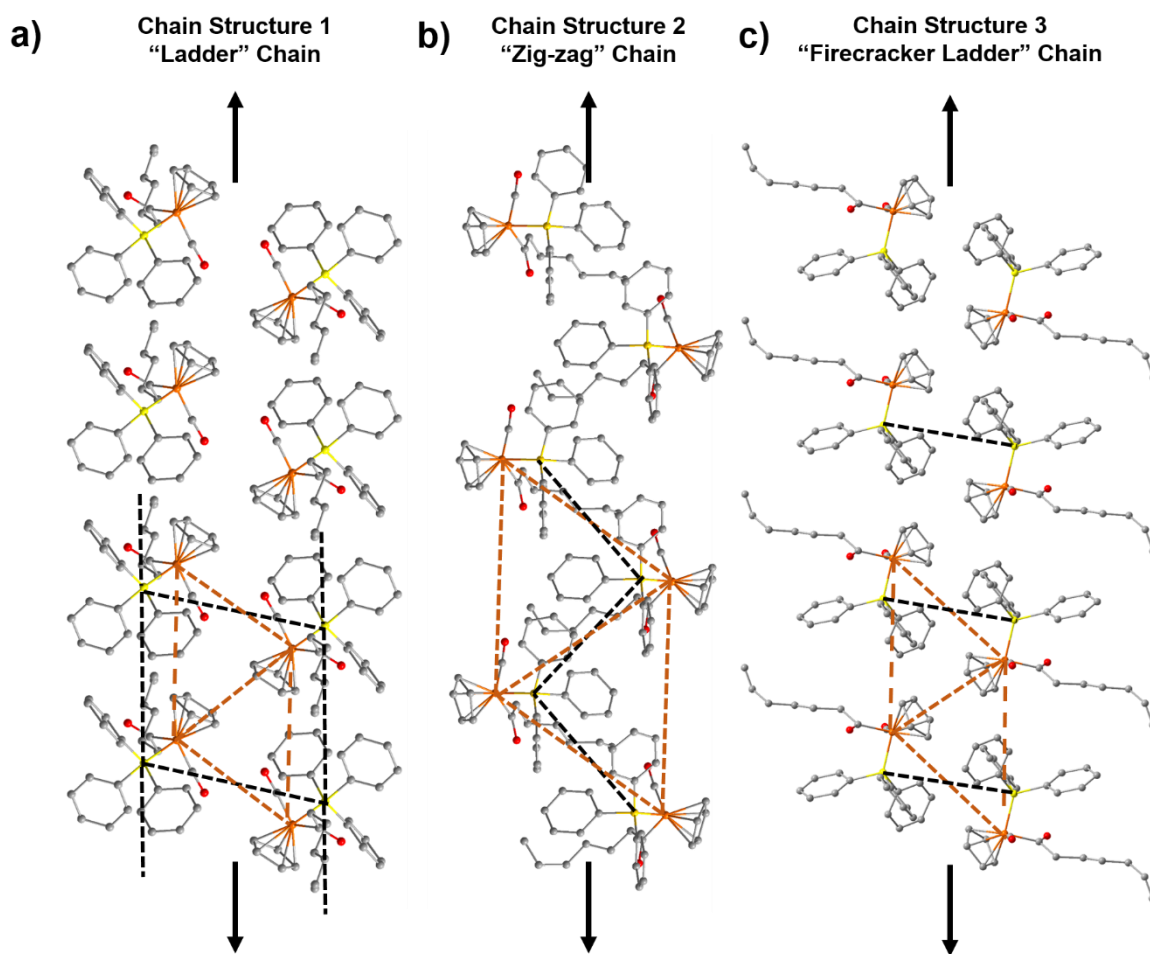 a)
Chain Structure 1
“Ladder” Chain
b)
Chain Structure 2
“Zig-zag” Chain
c)
Chain Structure 3
“Firecracker Ladder” Chain